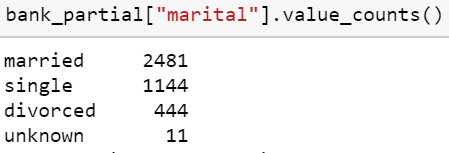 bank_partial["marital"].value_counts()
married 2481
single 1144
divorced 444
unknown 11